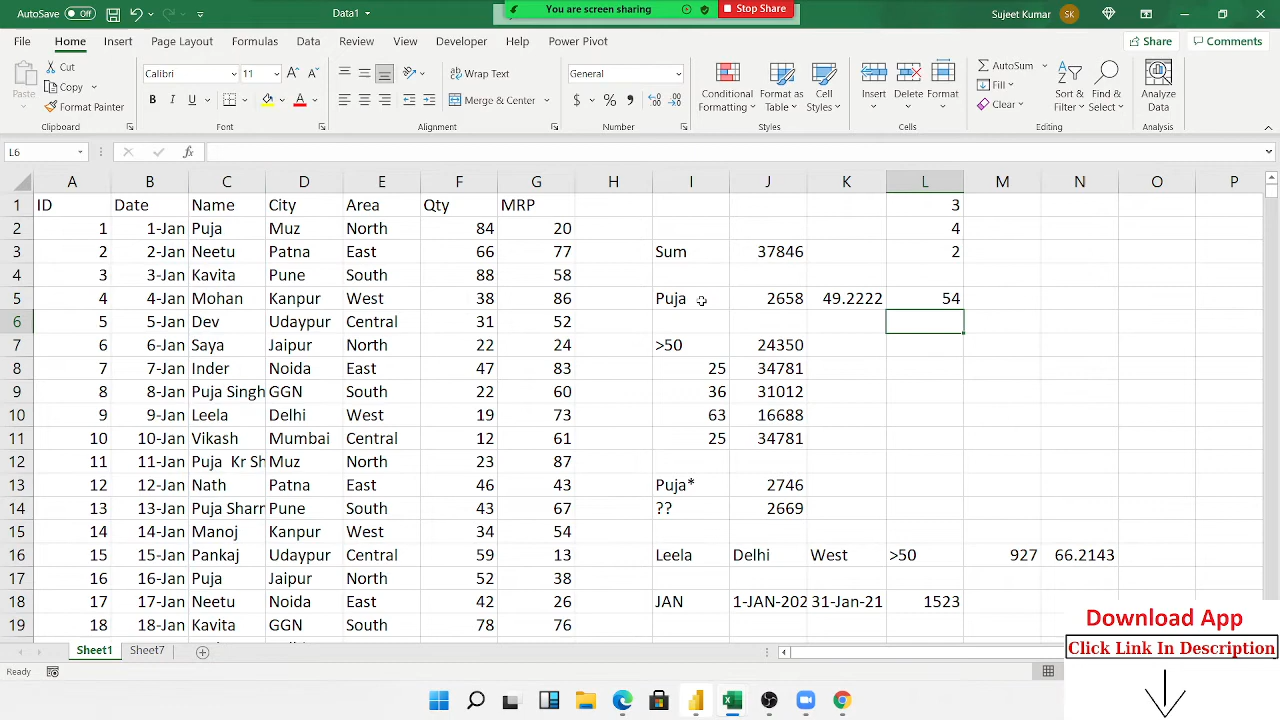 AutoSave Off Data1 You are screen sharing Stop Share Sujeet Kumar SK
File Home Insert Page Layout Formulas Data Review View Developer Help Power Pivot Share Comments
Paste Cut Copy Format Painter Clipboard
Calibri 11 B I U A Font
Wrap Text Merge & Center Alignment
General $ % , Number
Conditional Formatting Format as Table Cell Styles Styles
Insert Delete Format Cells
AutoSum Fill Clear Sort & Filter Find & Select Editing
Analyze Data Analysis
L6 fx
A B C D E F G H I J K L M N O P
1 ID Date Name City Area Qty MRP 3
2 1 1-Jan Puja Muz North 84 20 4
3 2 2-Jan Neetu Patna East 66 77 Sum 37846 2
4 3 3-Jan Kavita Pune South 88 58
5 4 4-Jan Mohan Kanpur West 38 86 Puja 2658 49.2222 54
6 5 5-Jan Dev Udaypur Central 31 52
7 6 6-Jan Saya Jaipur North 22 24 >50 24350
8 7 7-Jan Inder Noida East 47 83 25 34781
9 8 8-Jan Puja Singh GGN South 22 60 36 31012
10 9 9-Jan Leela Delhi West 19 73 63 16688
11 10 10-Jan Vikash Mumbai Central 12 61 25 34781
12 11 11-Jan Puja Kr Sh Muz North 23 87
13 12 12-Jan Nath Patna East 46 43 Puja* 2746
14 13 13-Jan Puja Sharn Pune South 43 67 ?? 2669
15 14 14-Jan Manoj Kanpur West 34 54
16 15 15-Jan Pankaj Udaypur Central 59 13 Leela Delhi West >50 927 66.2143
17 16 16-Jan Puja Jaipur North 52 38
18 17 17-Jan Neetu Noida East 42 26 JAN 1-JAN-202 31-Jan-21 1523
19 18 18-Jan Kavita GGN South 78 76
Download App
Click Link In Description
Sheet1 Sheet7
Ready